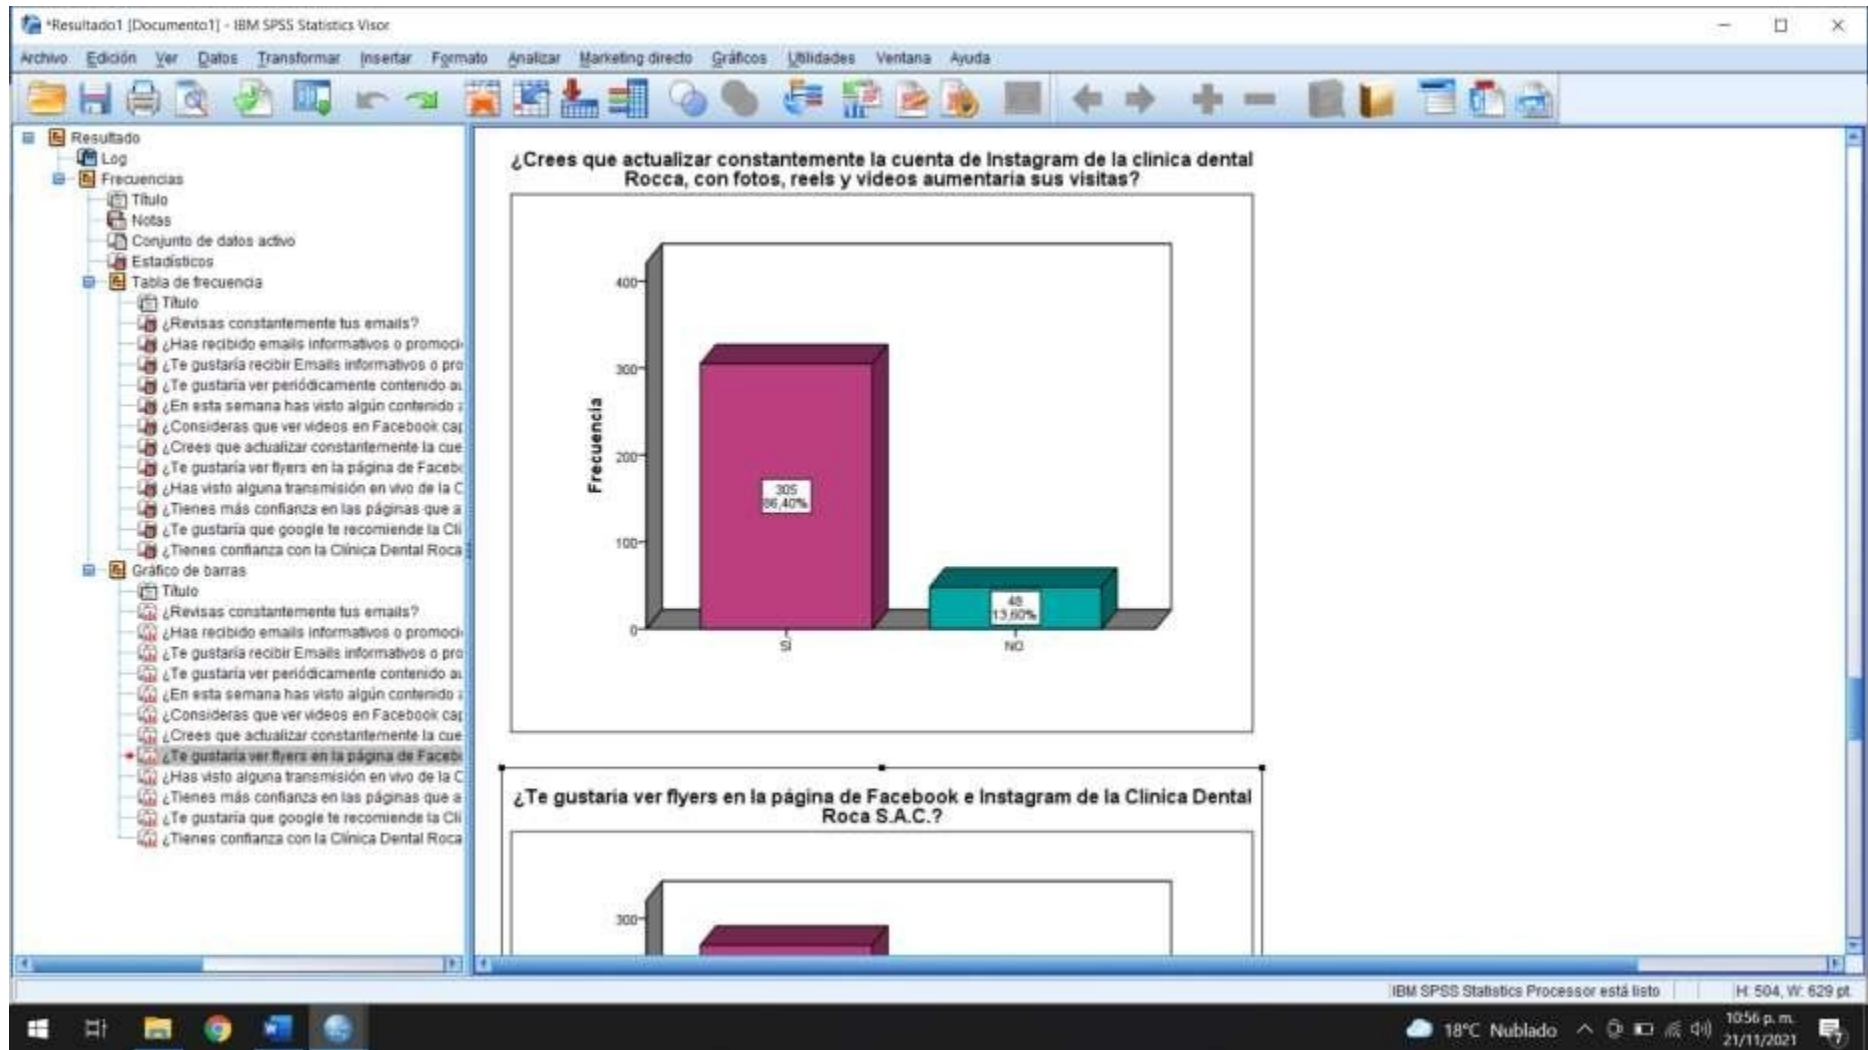 *Resultado1 [Documento1] - IBM SPSS Statistics Visor
Archivo Edición Ver Datos Transformar Insertar Formato Analizar Marketing directo Gráficos Utilidades Ventana Ayuda
Resultado
Log
Frecuencias
Título
Notas
Conjunto de datos activo
Estadísticos
Tabla de frecuencia
Título
¿Revisas constantemente tus emails?
¿Has recibido emails informativos o promoci
¿Te gustaría recibir Emails informativos o pro
¿Te gustaría ver periódicamente contenido au
¿En esta semana has visto algún contenido
¿Consideras que ver videos en Facebook cap
¿Crees que actualizar constantemente la cue
¿Te gustaría ver flyers en la página de Facebo
¿Has visto alguna transmisión en vivo de la C
¿Tienes más confianza en las páginas que a
¿Te gustaría que google te recomiende la Clí
¿Tienes confianza con la Clínica Dental Roca
Gráfico de barras
Título
¿Revisas constantemente tus emails?
¿Has recibido emails informativos o promoci
¿Te gustaría recibir Emails informativos o pro
¿Te gustaría ver periódicamente contenido au
¿En esta semana has visto algún contenido
¿Consideras que ver videos en Facebook cap
¿Crees que actualizar constantemente la cue
¿Te gustaría ver flyers en la página de Facebo
¿Has visto alguna transmisión en vivo de la C
¿Tienes más confianza en las páginas que a
¿Te gustaría que google te recomiende la Clí
¿Tienes confianza con la Clínica Dental Roca
¿Crees que actualizar constantemente la cuenta de Instagram de la clínica dental
Rocca, con fotos, reels y videos aumentaría sus visitas?
Frecuencia
400
300
200
100
0
305
86,40%
48
13,60%
SÍ
NO
¿Te gustaría ver flyers en la página de Facebook e Instagram de la Clínica Dental
Roca S.A.C.?
300
IBM SPSS Statistics Processor está listo
H: 504, W: 629 pt.
18°C Nublado
10:56 p. m.
21/11/2021
7